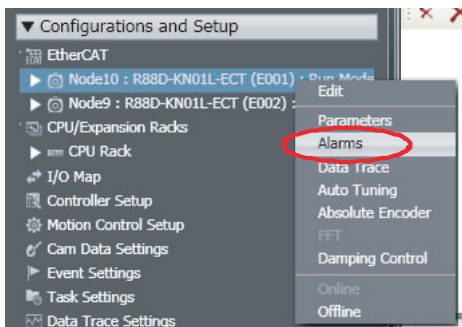 ▼ Configurations and Setup
EtherCAT
▶ Node10 : R88D-KN01L-ECT (E001) : Run Mode
▶ Node9 : R88D-KN01L-ECT (E002) :
CPU/Expansion Racks
▶ CPU Rack
I/O Map
Controller Setup
Motion Control Setup
Cam Data Settings
Event Settings
Task Settings
Data Trace Settings
Edit
Parameters
Alarms
Data Trace
Auto Tuning
Absolute Encoder
FFT
Damping Control
Online
Offline